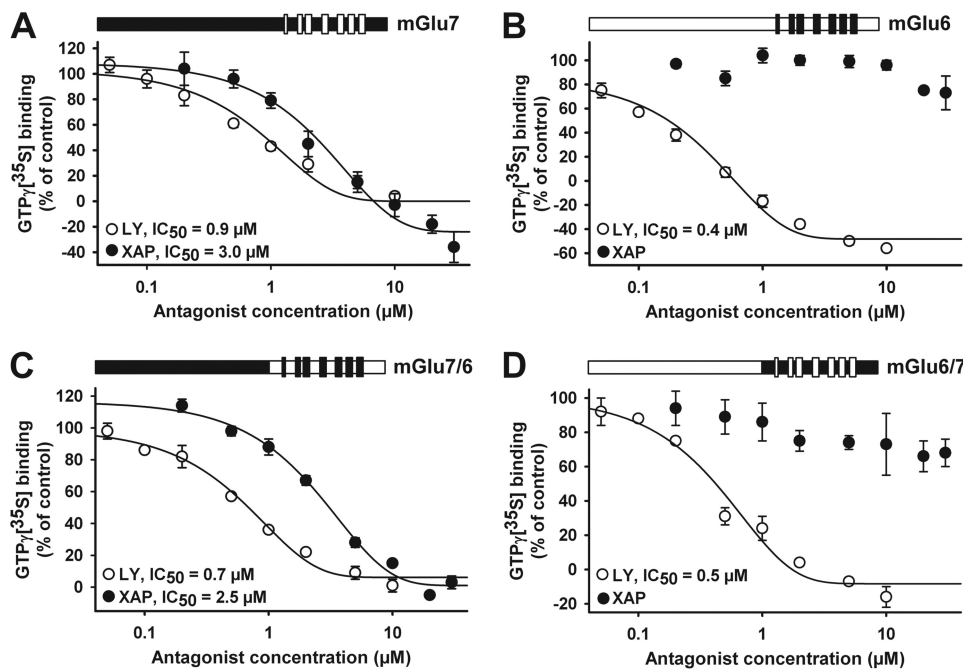 A
mGlu7
120
100
80
60
40
20
0
-20
-40
GTPγ[35S] binding
(% of control)
LY, IC50 = 0.9 µM
XAP, IC50 = 3.0 µM
0.1 1 10
Antagonist concentration (µM)
B
mGlu6
120
100
80
60
40
20
0
-20
-40
-60
GTPγ[35S] binding
(% of control)
LY, IC50 = 0.4 µM
XAP
0.1 1 10
Antagonist concentration (µM)
C
mGlu7/6
120
100
80
60
40
20
0
GTPγ[35S] binding
(% of control)
LY, IC50 = 0.7 µM
XAP, IC50 = 2.5 µM
0.1 1 10
Antagonist concentration (µM)
D
mGlu6/7
100
80
60
40
20
0
-20
GTPγ[35S] binding
(% of control)
LY, IC50 = 0.5 µM
XAP
0.1 1 10
Antagonist concentration (µM)